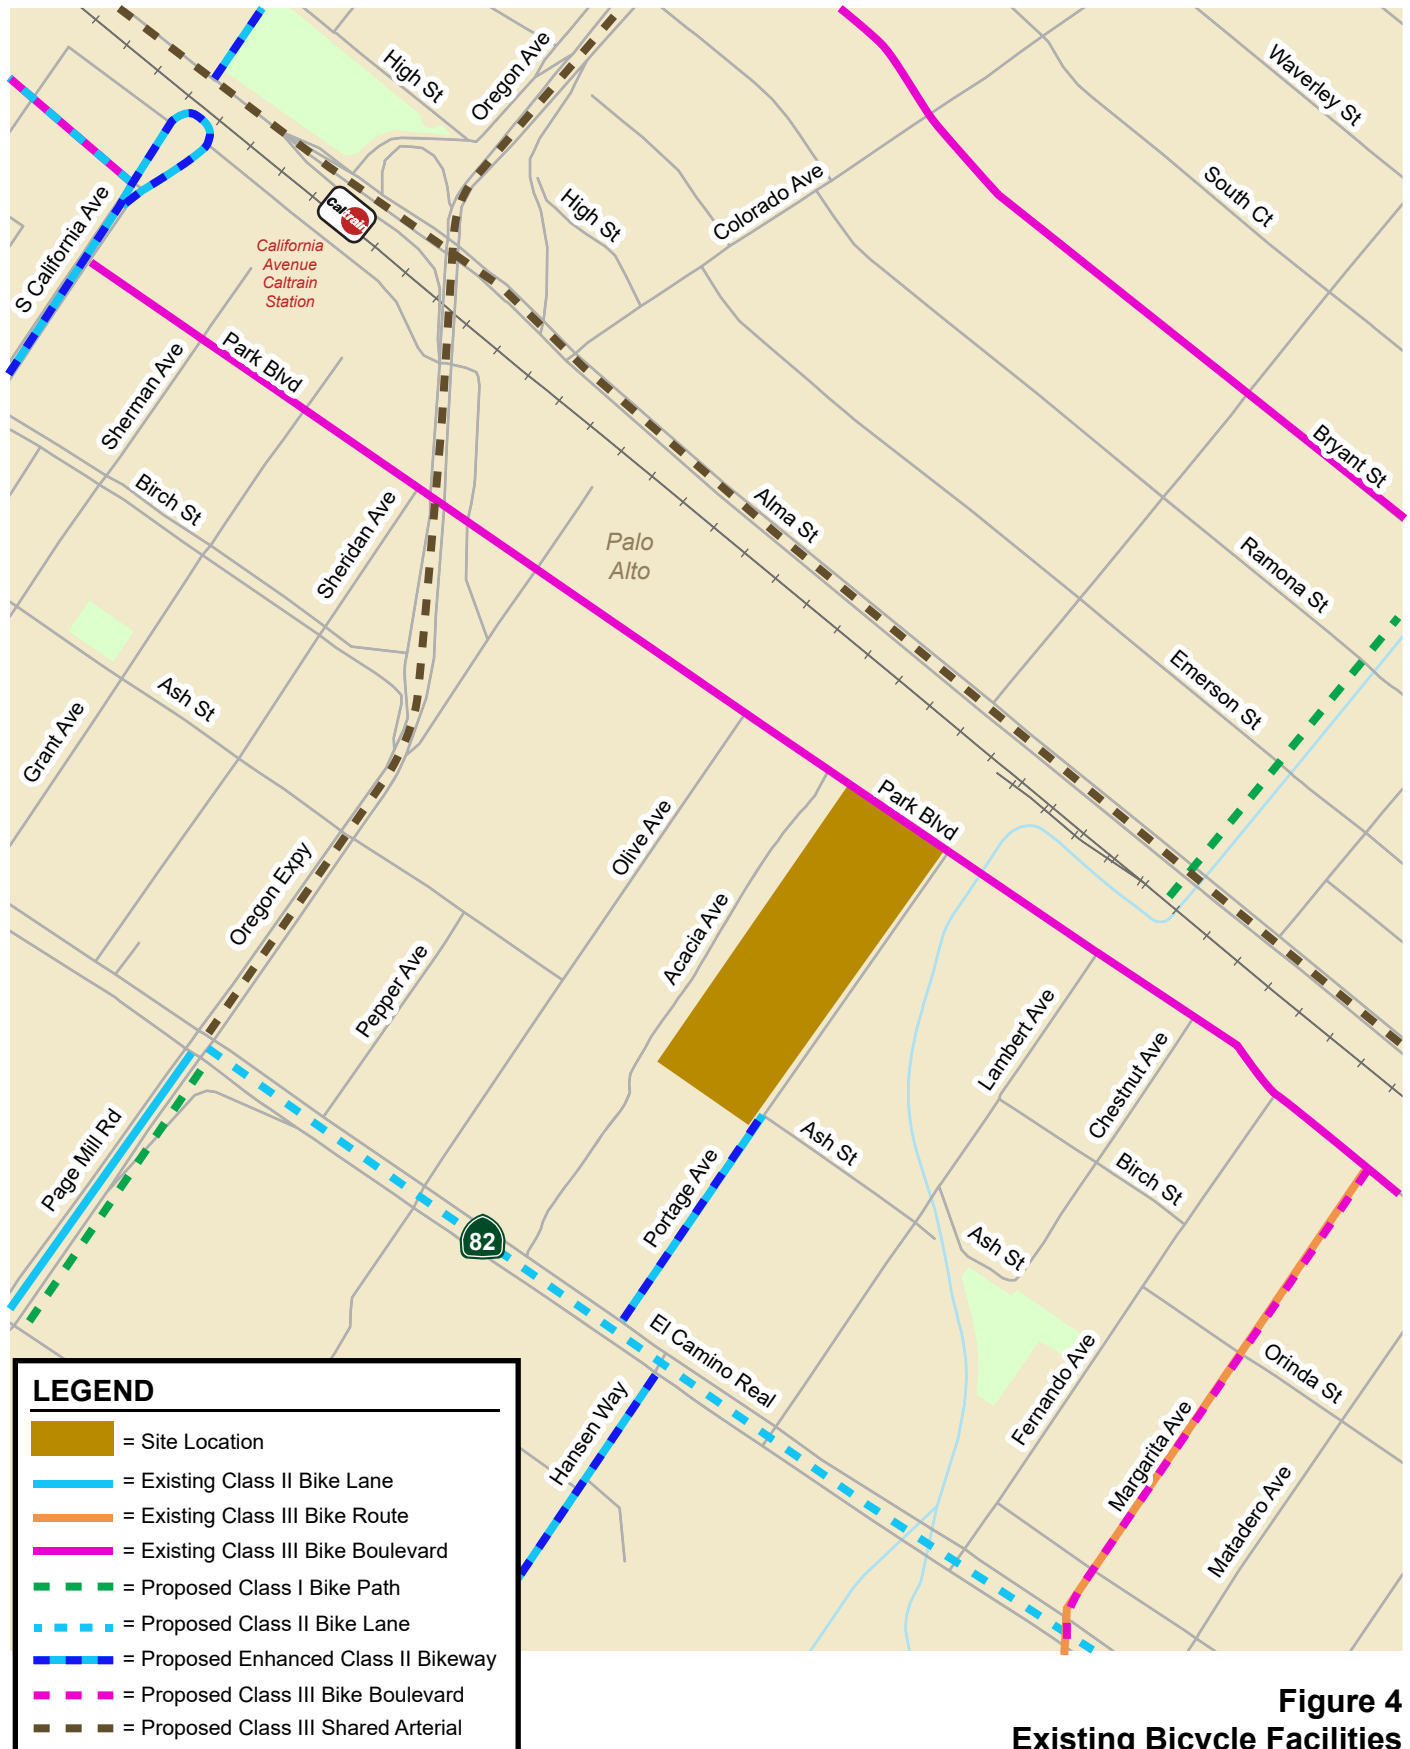 Waverley St
High St
Oregon Ave
South Ct
Colorado Ave
High St
S California Ave
Caltrain
California
Avenue
Caltrain
Station
Park Blvd
Sherman Ave
Bryant St
Birch St
Sheridan Ave
Alma St
Palo
Alto
Ramona St
Emerson St
Ash St
Grant Ave
Park Blvd
Olive Ave
Oregon Expy
Acacia Ave
Pepper Ave
Lambert Ave
Chestnut Ave
Page Mill Rd
Ash St
Birch St
Portage Ave
82
Ash St
El Camino Real
Orinda St
Fernando Ave
Hansen Way
Margarita Ave
Matadero Ave
LEGEND
= Site Location
= Existing Class II Bike Lane
= Existing Class III Bike Route
= Existing Class III Bike Boulevard
= Proposed Class I Bike Path
= Proposed Class II Bike Lane
= Proposed Enhanced Class II Bikeway
= Proposed Class III Bike Boulevard
= Proposed Class III Shared Arterial
Figure 4
Existing Bicycle Facilities